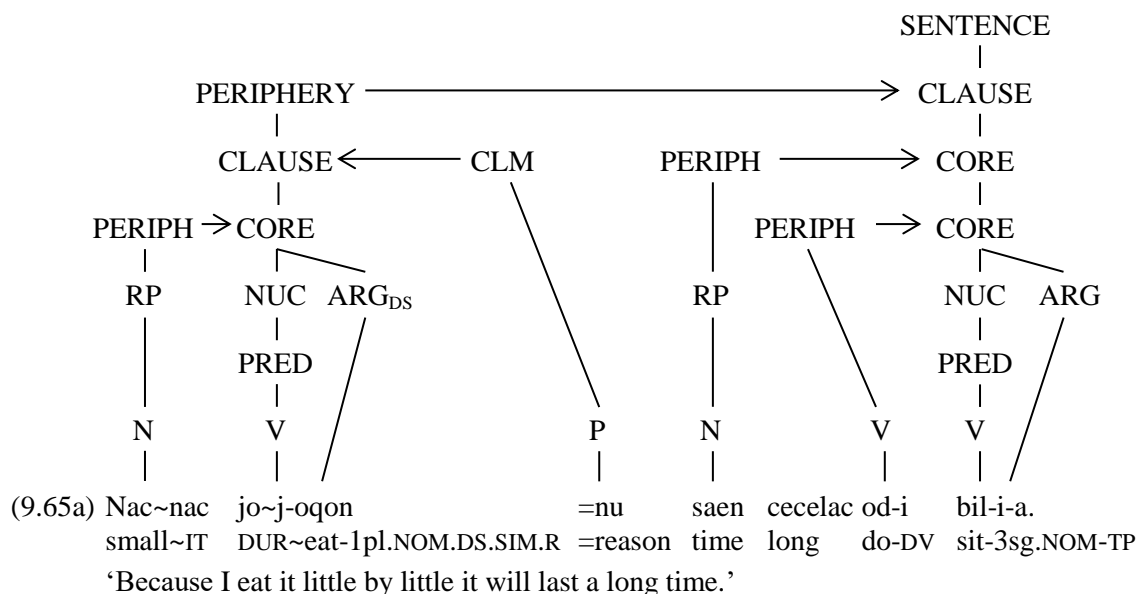 SENTENCE
PERIPHERY CLAUSE
CLAUSE CLM PERIPH CORE
PERIPH CORE PERIPH CORE
RP NUC ARG_DS RP NUC ARG
PRED PRED
N V P N V V
(9.65a) Nac~nac jo~j-oqon =nu saen cecelac od-i bil-i-a.
small~IT DUR~eat-1pl.NOM.DS.SIM.R =reason time long do-DV sit-3sg.NOM-TP
‘Because I eat it little by little it will last a long time.’